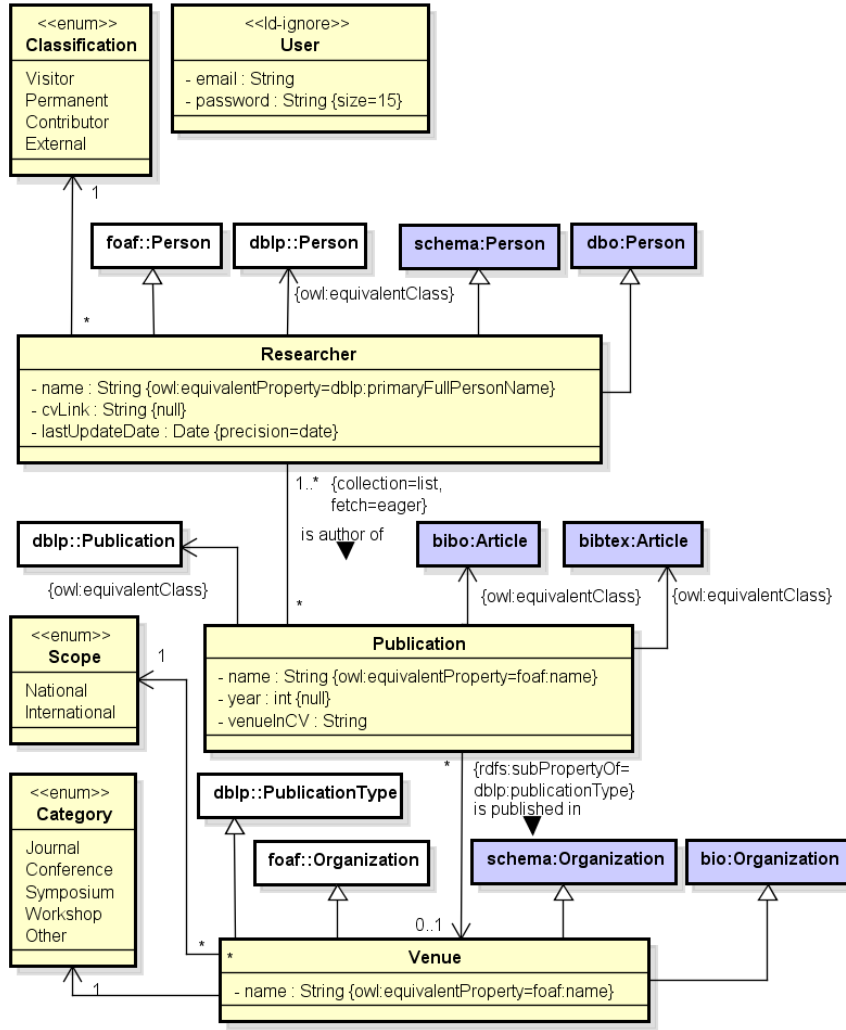 <<enum>>
Classification
Visitor
Permanent
Contributor
External
<<ld-ignore>>
User
- email : String
- password : String {size=15}
1
foaf::Person
dblp::Person
schema:Person
dbo:Person
{owl:equivalentClass}
*
Researcher
- name : String {owl:equivalentProperty=dblp:primaryFullPersonName}
- cvLink : String {null}
- lastUpdateDate : Date {precision=date}
1..*
{collection=list,
fetch=eager}
is author of
dblp::Publication
bibo:Article
bibtex:Article
{owl:equivalentClass}
{owl:equivalentClass}
{owl:equivalentClass}
*
<<enum>>
Scope
National
International
1
Publication
- name : String {owl:equivalentProperty=foaf:name}
- year : int {null}
- venueInCV : String
*
{rdfs:subPropertyOf=
dblp:publicationType}
is published in
<<enum>>
Category
Journal
Conference
Symposium
Workshop
Other
dblp::PublicationType
foaf::Organization
schema:Organization
bio:Organization
0..1
*
*
1
Venue
- name : String {owl:equivalentProperty=foaf:name}